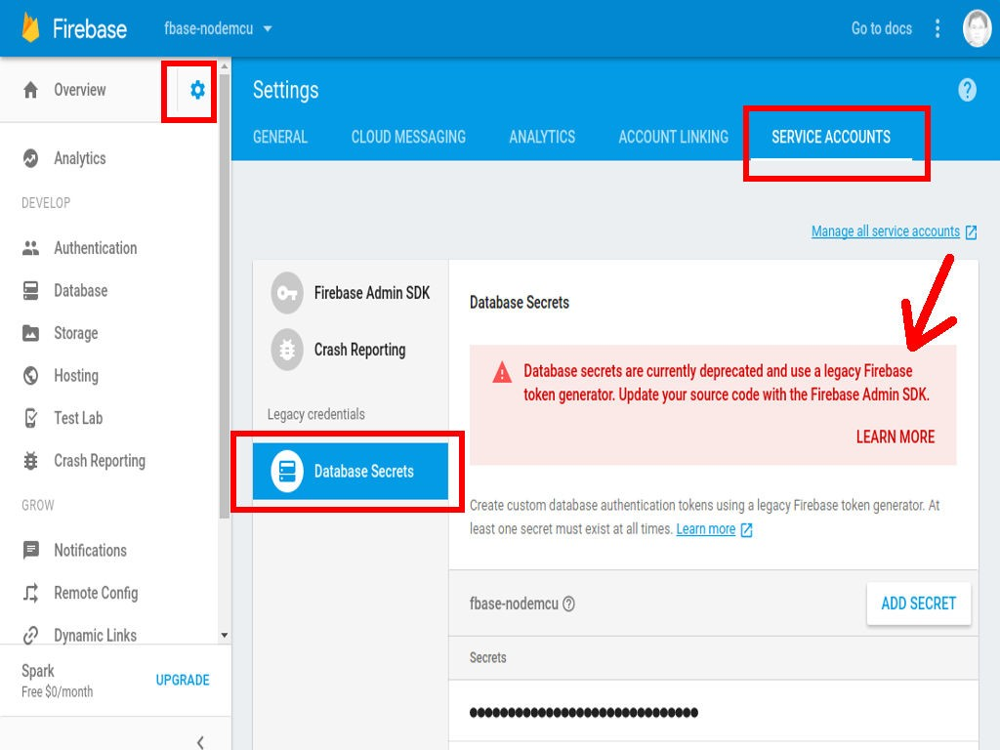 Firebase
fbase-nodemcu
Go to docs
Overview
Settings
GENERAL
CLOUD MESSAGING
ANALYTICS
ACCOUNT LINKING
SERVICE ACCOUNTS
Analytics
DEVELOP
Authentication
Database
Storage
Hosting
Test Lab
Crash Reporting
GROW
Notifications
Remote Config
Dynamic Links
Spark
Free $0/month
UPGRADE
Manage all service accounts
Firebase Admin SDK
Crash Reporting
Legacy credentials
Database Secrets
Database Secrets
Database secrets are currently deprecated and use a legacy Firebase
token generator. Update your source code with the Firebase Admin SDK.
LEARN MORE
Create custom database authentication tokens using a legacy Firebase token generator. At
least one secret must exist at all times. Learn more
fbase-nodemcu
ADD SECRET
Secrets